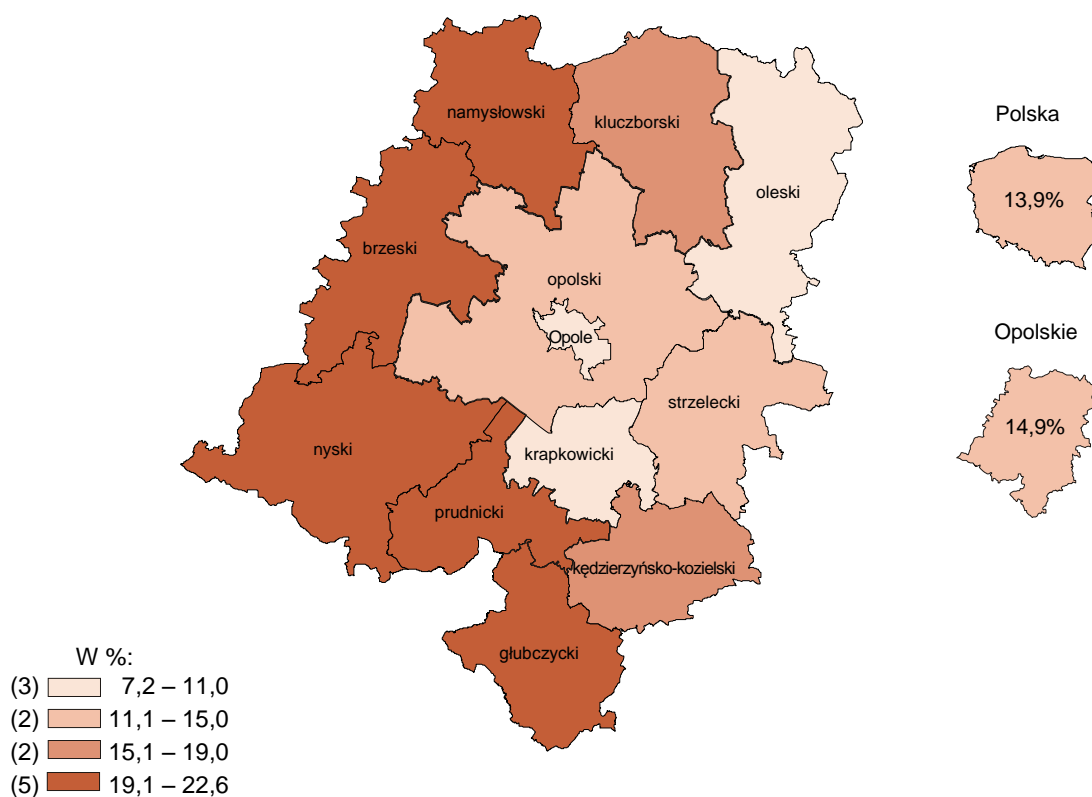 namysłowski
kluczborski
oleski
brzeski
opolski
Opole
strzelecki
nyski
krapkowicki
prudnicki
kędzierzyńsko-kozielski
głubczycki
Polska
13,9%
Opolskie
14,9%
W %:
(3) 7,2 – 11,0
(2) 11,1 – 15,0
(2) 15,1 – 19,0
(5) 19,1 – 22,6